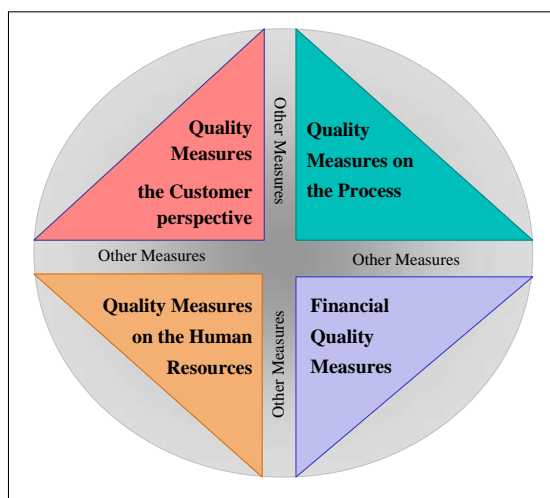 Quality
Measures
the Customer
perspective
Other Measures
Quality
Measures on
the Process
Other Measures
Other Measures
Quality Measures
on the Human
Resources
Other Measures
Financial
Quality
Measures